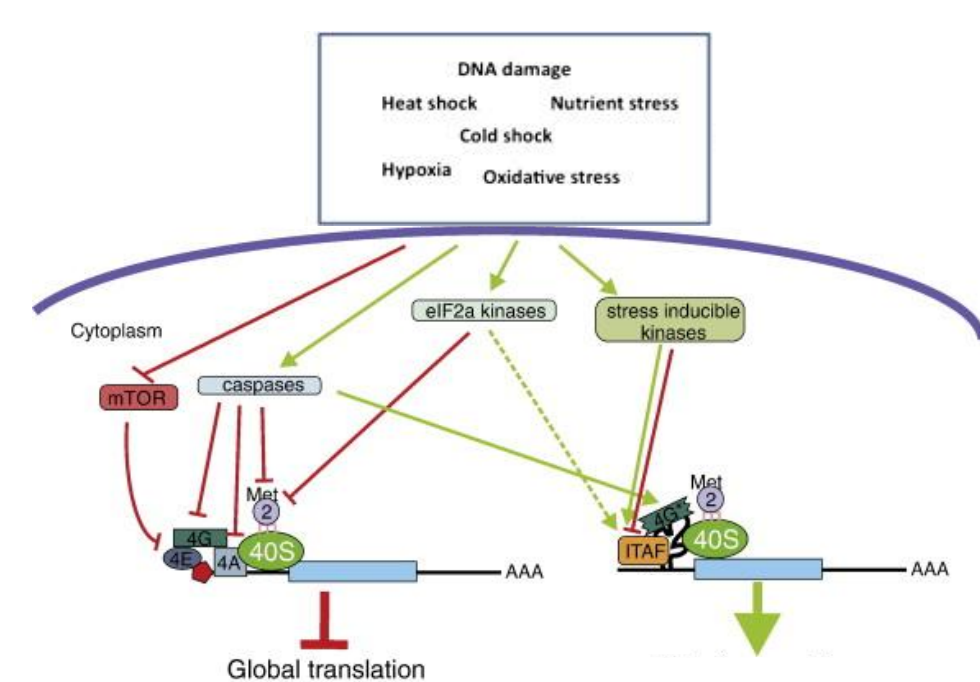 DNA damage
Heat shock Nutrient stress
Cold shock
Hypoxia Oxidative stress
eIF2a kinases
stress inducible
kinases
Cytoplasm
mTOR
caspases
Met
2
4G
4E
4A
40S
AAA
Global translation
Met
2
4G*
40S
ITAF
AAA